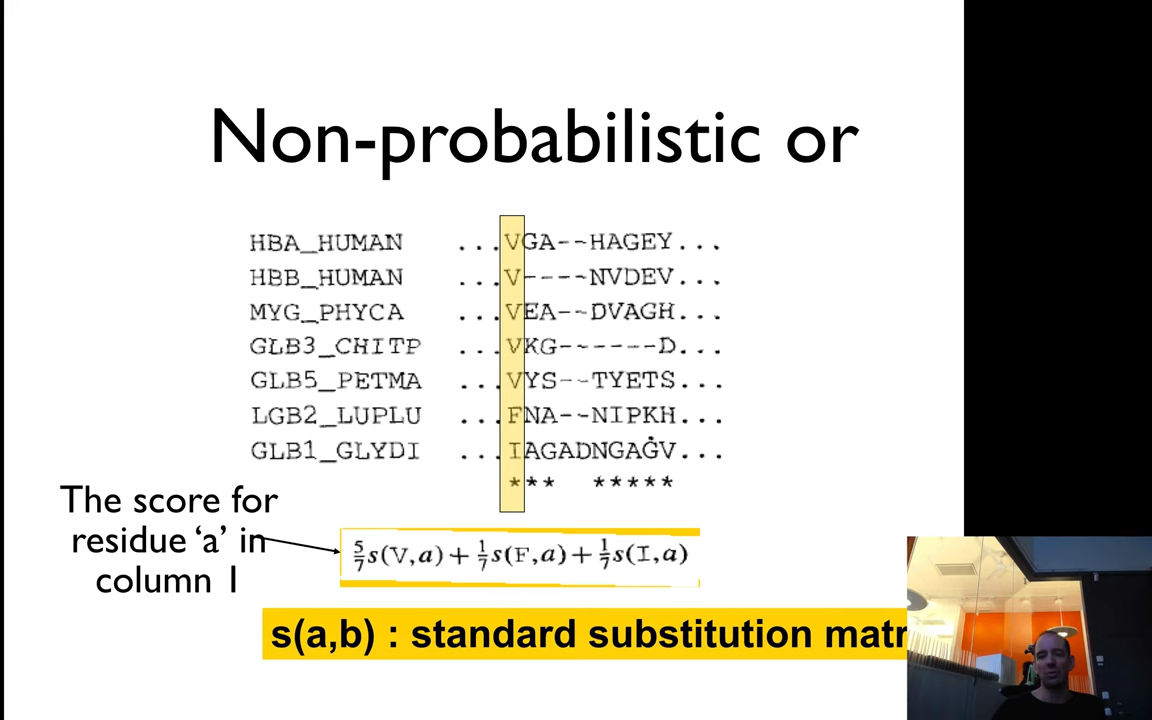 Non-probabilistic or
HBA_HUMAN ...VGA--HAGEY...
HBB_HUMAN ...V----NVDEV...
MYG_PHYCA ...VEA--DVAGH...
GLB3_CHITP ...VKG------D...
GLB5_PETMA ...VYS--TYETS...
LGB2_LUPLU ...FNA--NIPKH...
GLB1_GLYDI ...IAGADNGAGV...
*** *****
The score for
residue ‘a’ in
column 1
5/7 s(V,a) + 1/7 s(F,a) + 1/7 s(I,a)
s(a,b) : standard substitution matr